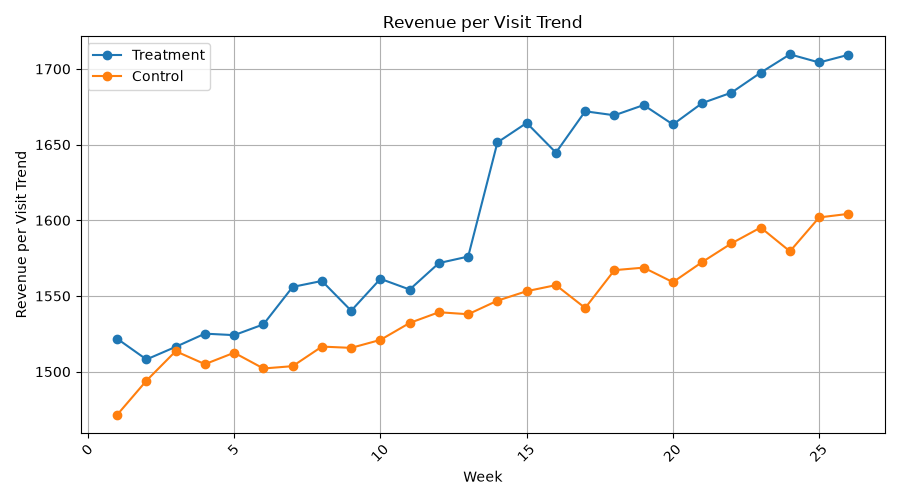 Revenue per Visit Trend
Treatment
Control
Revenue per Visit Trend
1700
1650
1600
1550
1500
0
5
10
15
20
25
Week